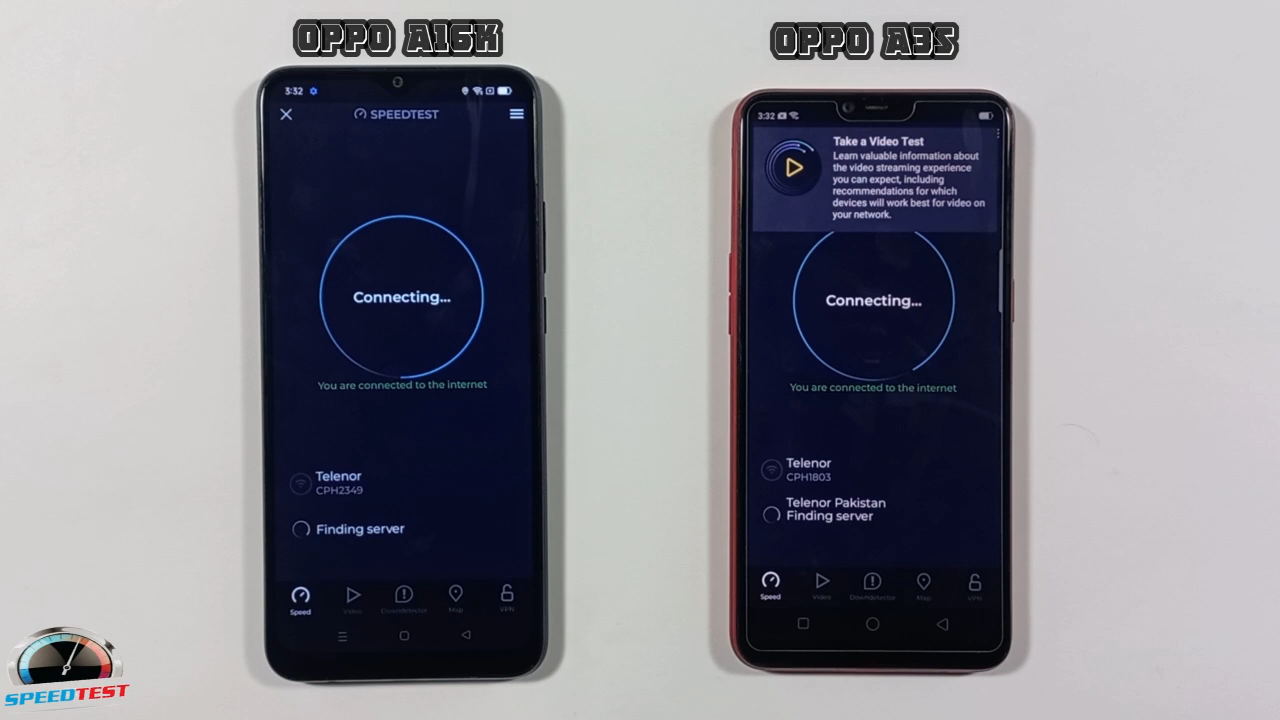 OPPO A16K
OPPO A3S
3:32
SPEEDTEST
Connecting...
You are connected to the internet
Telenor
CPH2349
Finding server
Speed
Video
Downdetector
Map
VPN
3:32
Take a Video Test
Learn valuable information about
the video streaming experience
you can expect, including
recommendations for which
devices will work best for video on
your network.
Connecting...
You are connected to the internet
Telenor
CPH1803
Telenor Pakistan
Finding server
Speed
Video
Downdetector
Map
VPN
SPEEDTEST